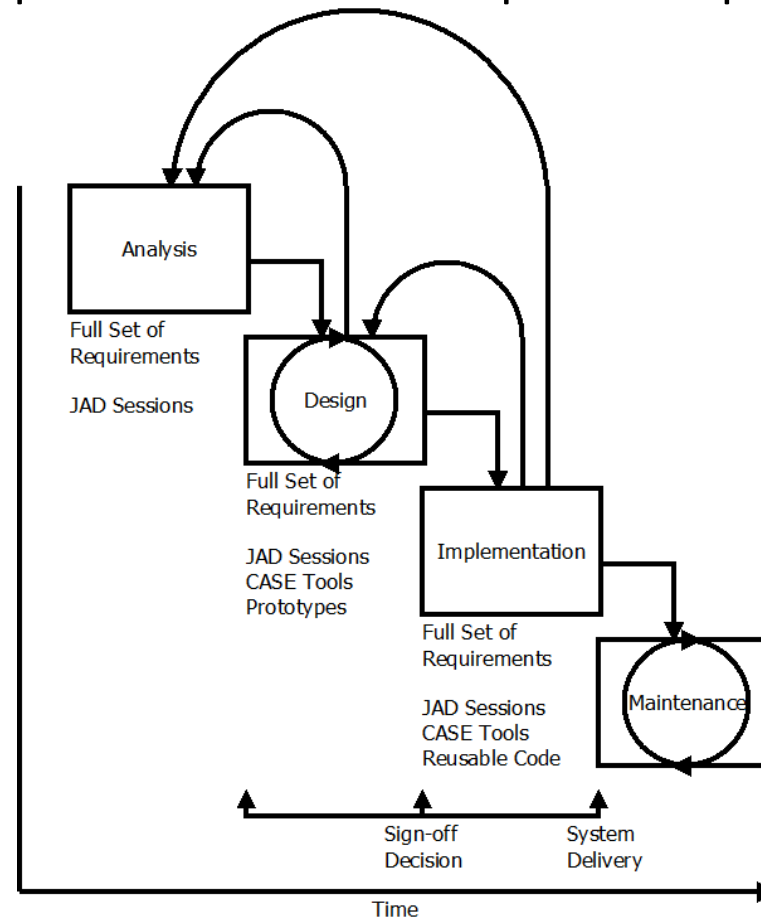 Analysis
Full Set of
Requirements
JAD Sessions
Design
Full Set of
Requirements
JAD Sessions
CASE Tools
Prototypes
Implementation
Full Set of
Requirements
JAD Sessions
CASE Tools
Reusable Code
Maintenance
Sign-off
Decision
System
Delivery
Time